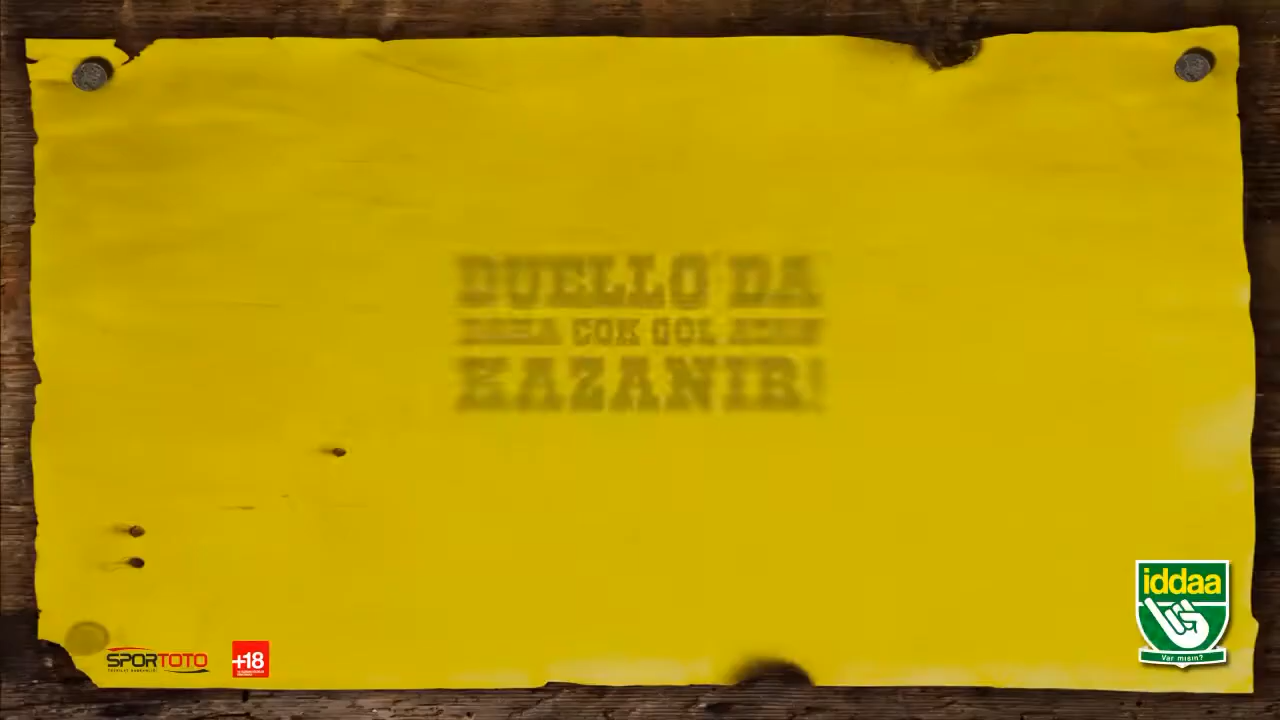 DUELLO'DA
DAHA ÇOK GOL ATAN
KAZANIR!
iddaa
Var mısın?
SPORTOTO
+18